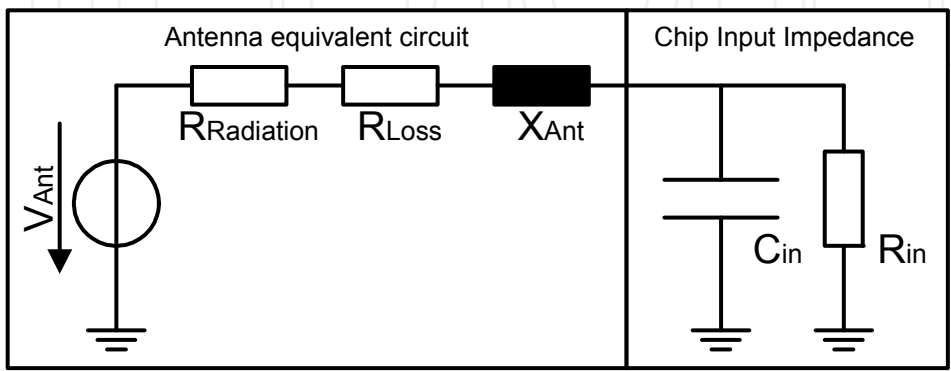 Antenna equivalent circuit
Chip Input Impedance
RRadiation
RLoss
XAnt
VAnt
Cin
Rin